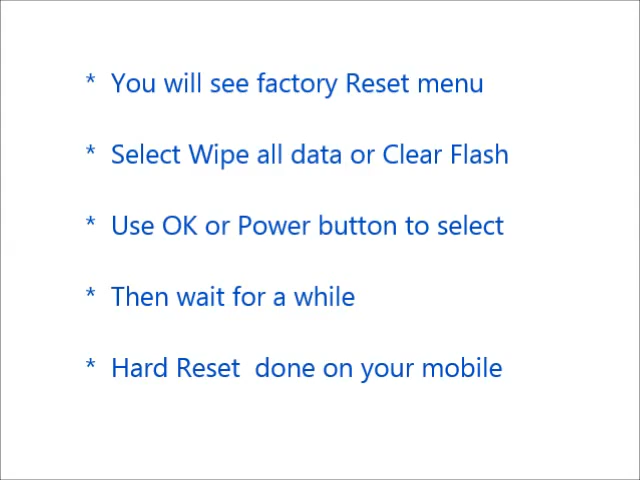 * You will see factory Reset menu
* Select Wipe all data or Clear Flash
* Use OK or Power button to select
* Then wait for a while
* Hard Reset  done on your mobile